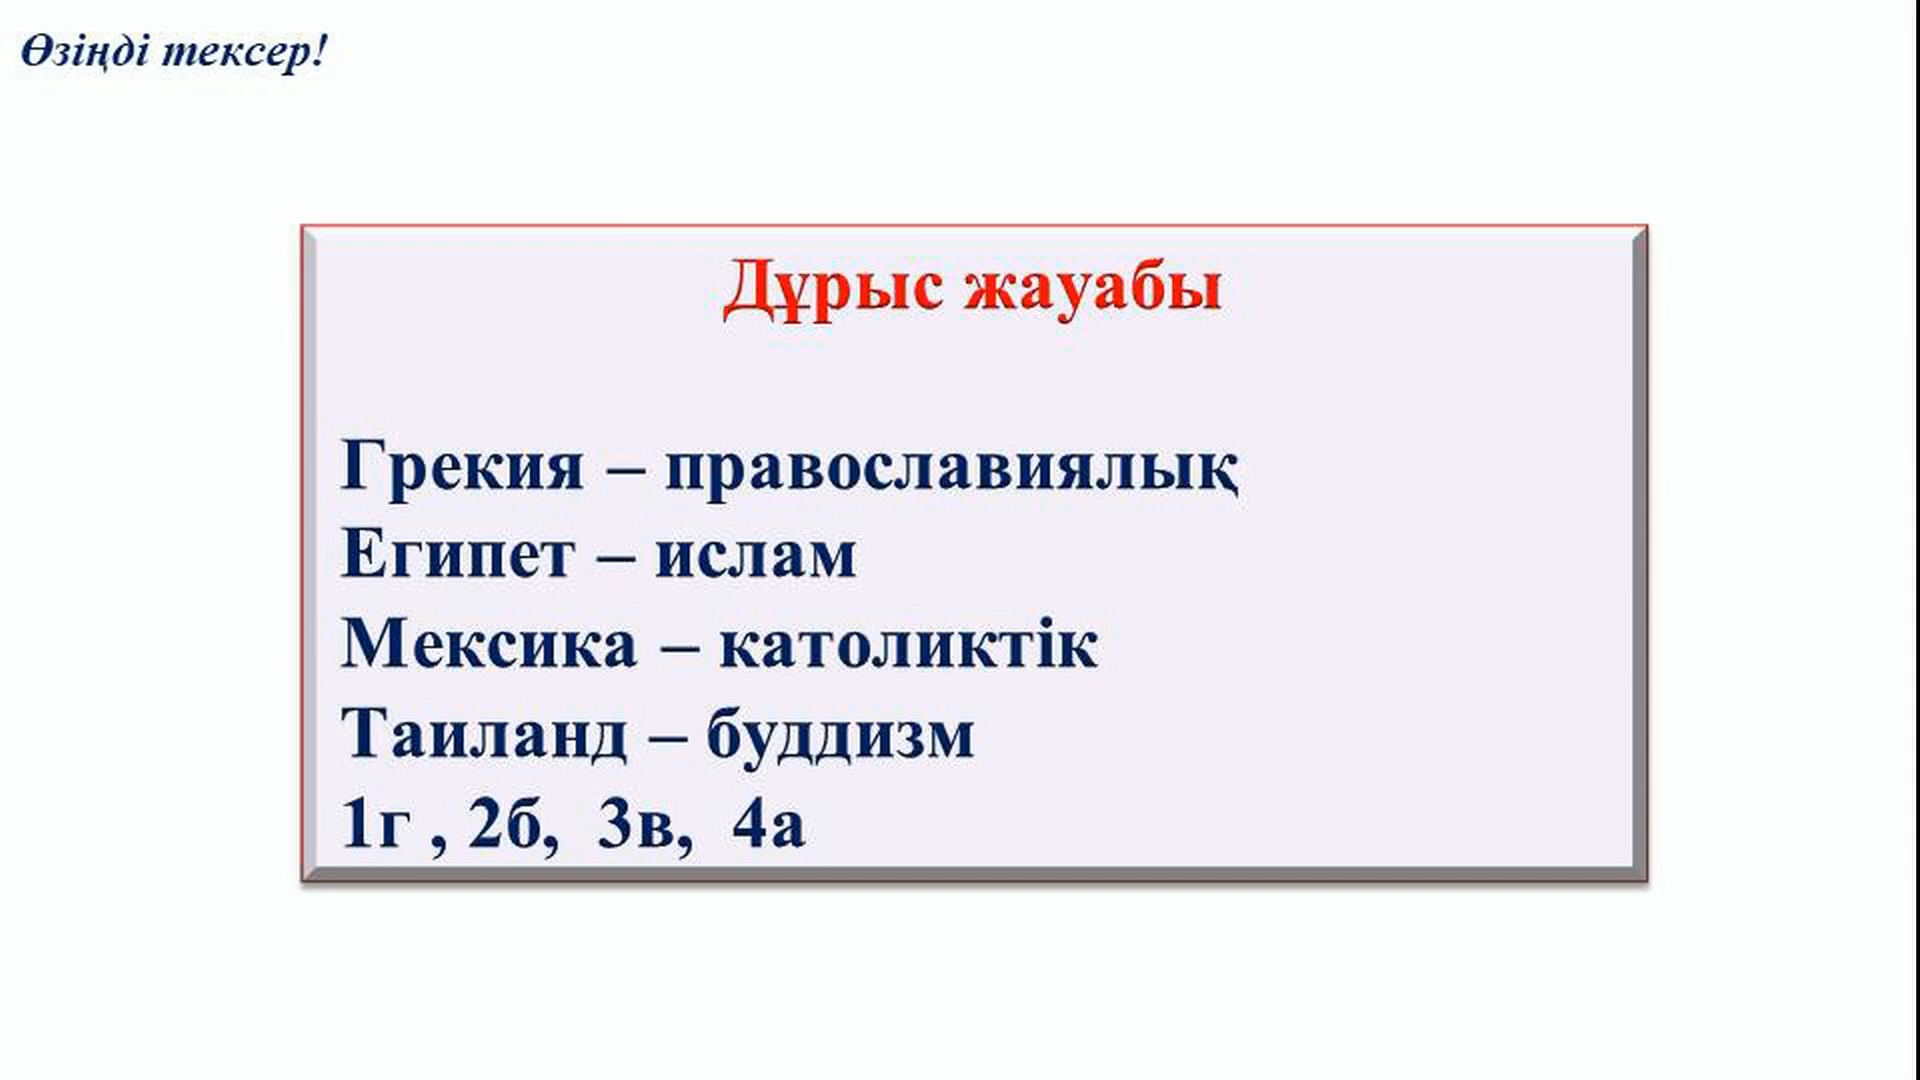 Өзіңді тексер!
Дұрыс жауабы
Грекия – православиялық
Египет – ислам
Мексика – католиктік
Таиланд – буддизм
1г , 2б, 3в, 4а